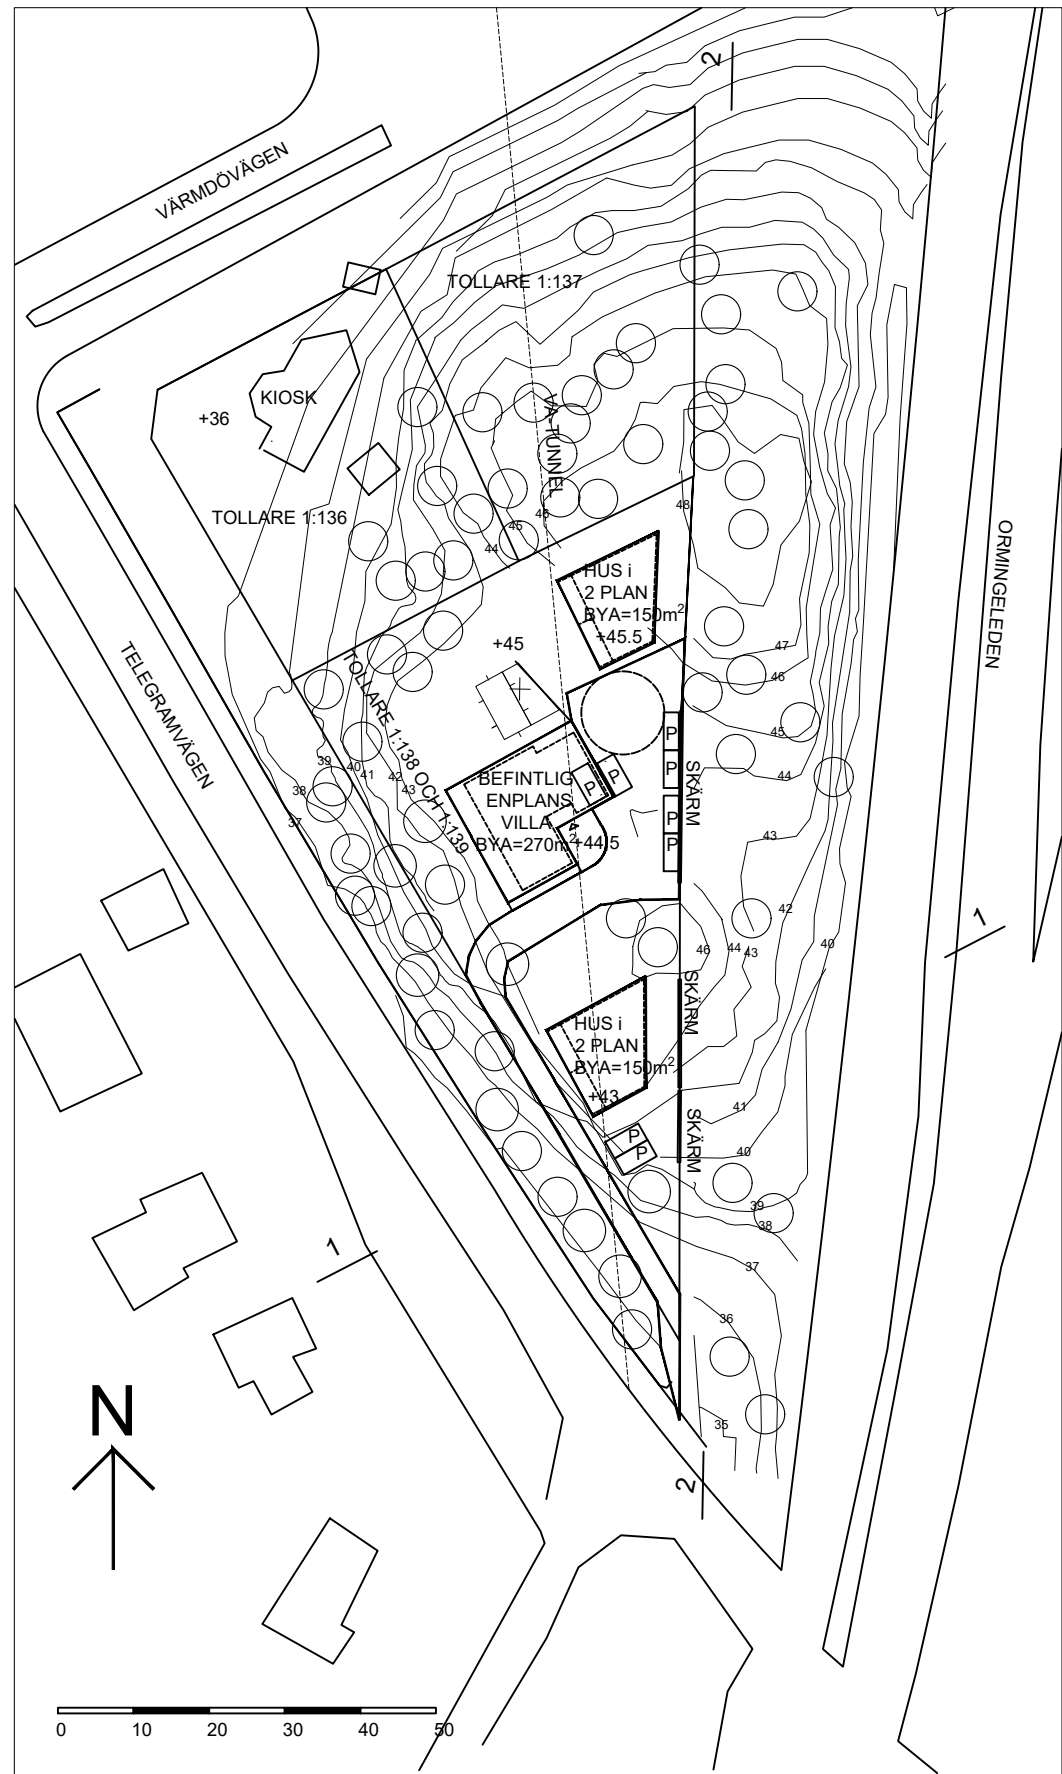 2
VÄRMDÖVÄGEN
TOLLARE 1:137
KIOSK
+36
VA-TUNNEL
TOLLARE 1:136
48
46
45
44
ORMINGELEDEN
HUS i
2 PLAN
BYA=150m²
+45.5
+45
47
46
45
44
43
42
40
TELEGRAMVÄGEN
TOLLARE 1:138 OCH 1:139
39
40
41
42
43
38
37
P
P
P
P
P
P
SKÄRM
BEFINTLIG
ENPLANS
VILLA
BYA=270m²
+44.5
1
46
44
43
SKÄRM
HUS i
2 PLAN
BYA=150m²
+43
41
SKÄRM
P
P
40
39
38
37
1
36
35
N
2
0 10 20 30 40 50